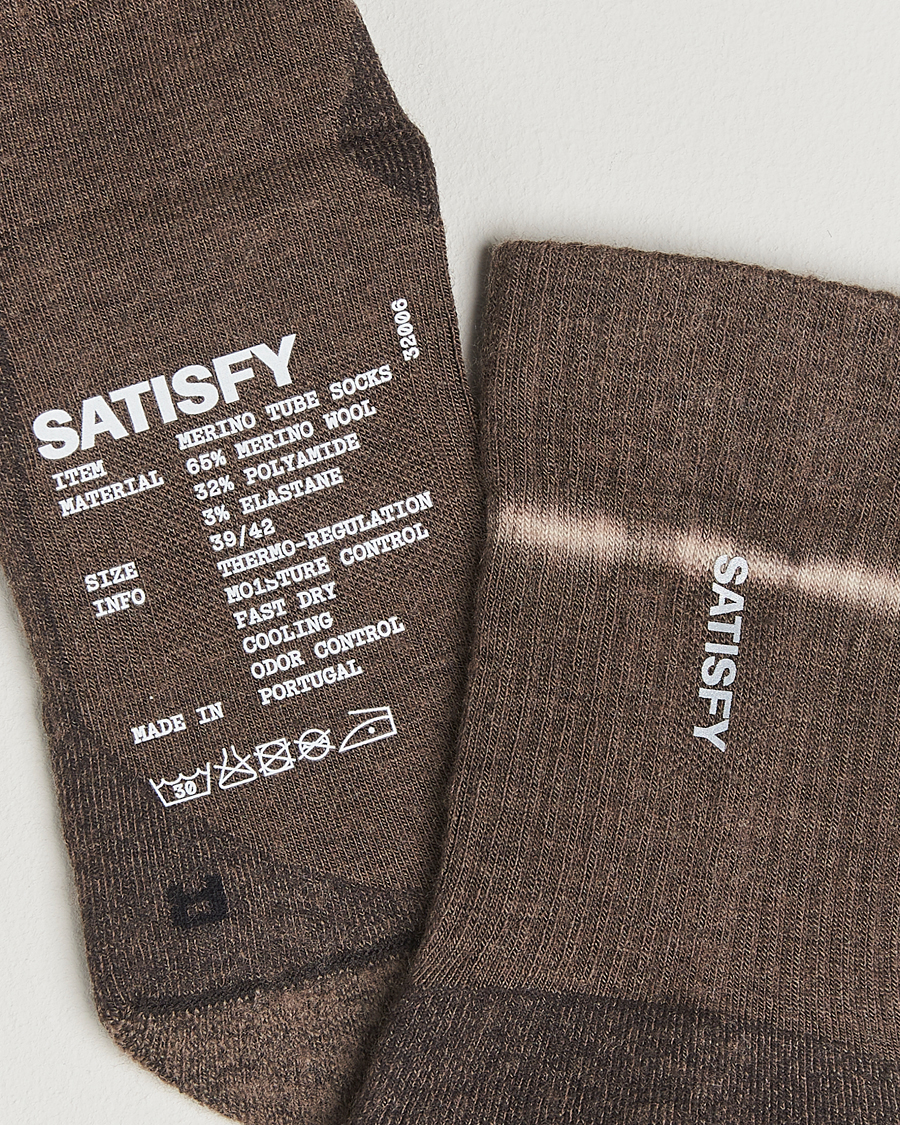 32006
SATISFY
ITEM MERINO TUBE SOCKS
MATERIAL 65% MERINO WOOL
32% POLYAMIDE
3% ELASTANE
SIZE 39/42
INFO THERMO-REGULATION
MOISTURE CONTROL
FAST DRY
COOLING
ODOR CONTROL
MADE IN PORTUGAL
30
SATISFY